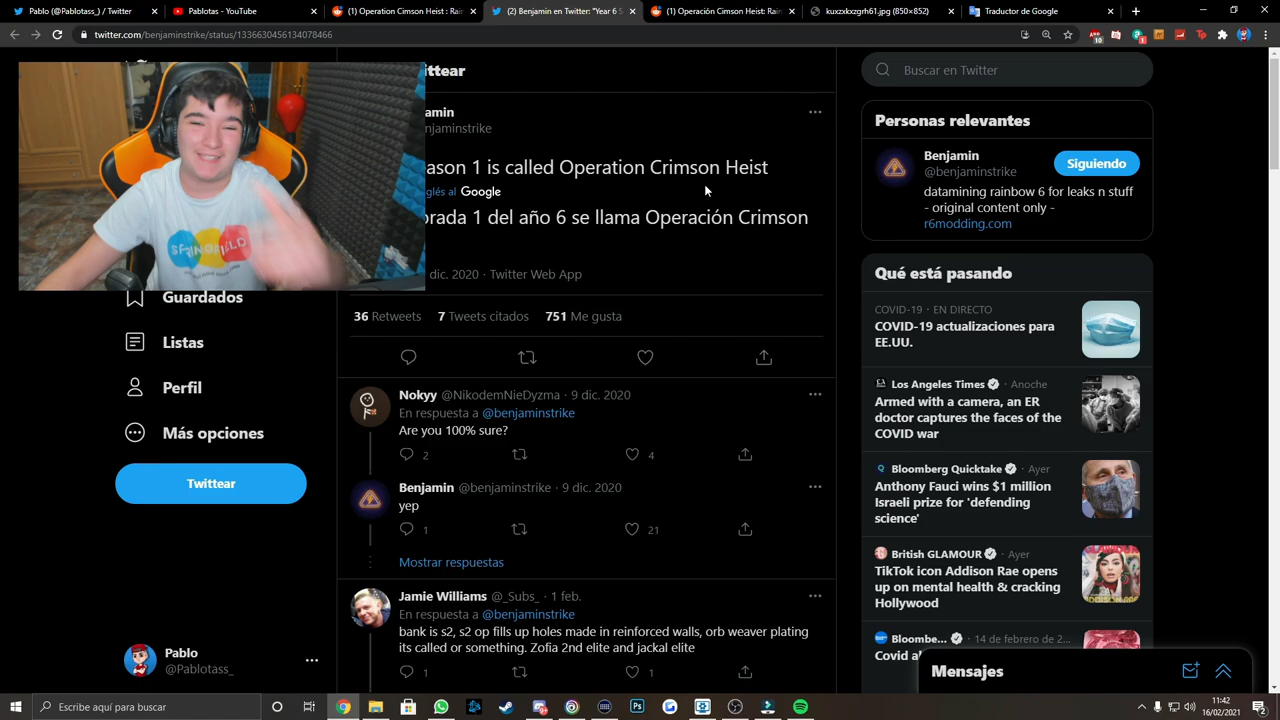 (2) Pablo (@Pablotass_) / Twitter
Pablotas - YouTube
Operation Cimson Heist : Rai
(2) Benjamin en Twitter: "Year 6 S
Operación Crimson Heist: Rain
kuxzxkxzgrh61.jpg (850×852)
Traductor de Google
twitter.com/benjaminstrike/status/1336630456134078466
ittear
Buscar en Twitter
amin
njaminstrike
ason 1 is called Operation Crimson Heist
glés al Google
orada 1 del año 6 se llama Operación Crimson
dic. 2020 · Twitter Web App
36 Retweets 7 Tweets citados 751 Me gusta
Guardados
Listas
Perfil
Más opciones
Twittear
Pablo
@Pablotass_
Nokyy @NikodemNieDyzma · 9 dic. 2020
En respuesta a @benjaminstrike
Are you 100% sure?
2 4
Benjamin @benjaminstrike · 9 dic. 2020
yep
1 21
Mostrar respuestas
Jamie Williams @_Subs_ · 1 feb.
En respuesta a @benjaminstrike
bank is s2, s2 op fills up holes made in reinforced walls, orb weaver plating
its called or something. Zofia 2nd elite and jackal elite
1 1
Personas relevantes
Benjamin
@benjaminstrike
Siguiendo
datamining rainbow 6 for leaks n stuff
- original content only -
r6modding.com
Qué está pasando
COVID-19 · EN DIRECTO
COVID-19 actualizaciones para
EE.UU.
Los Angeles Times · Anoche
Armed with a camera, an ER
doctor captures the faces of the
COVID war
Bloomberg Quicktake · Ayer
Anthony Fauci wins $1 million
Israeli prize for 'defending
science'
British GLAMOUR · Ayer
TikTok icon Addison Rae opens
up on mental health & cracking
Hollywood
Bloombe... · 14 de febrero de 2...
Covid al
Mensajes
SPRINGFIELD
Escribe aquí para buscar
11:42
16/02/2021
2